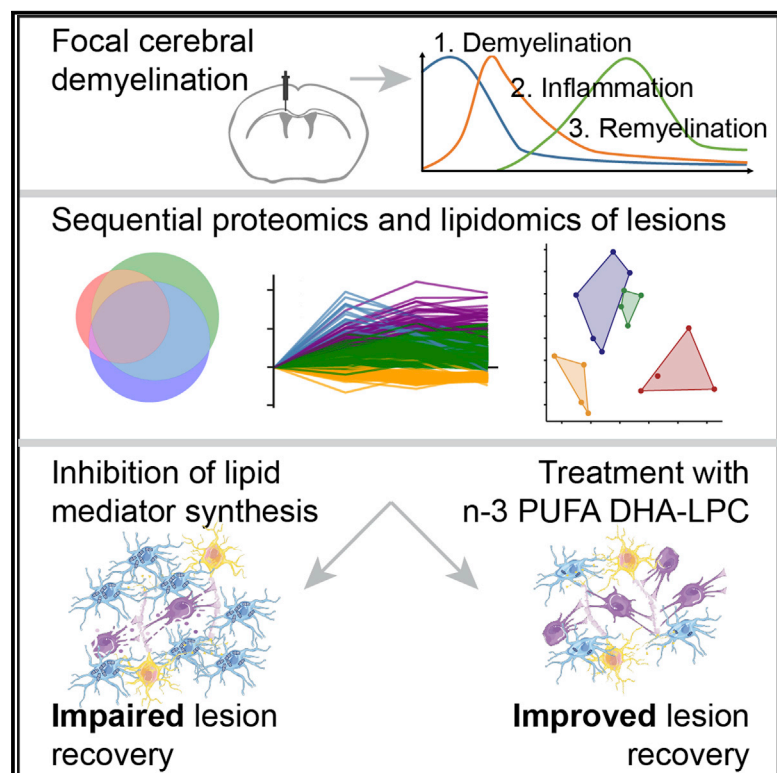 Focal cerebral
demyelination
1. Demyelination
2. Inflammation
3. Remyelination
Sequential proteomics and lipidomics of lesions
Inhibition of lipid
mediator synthesis
Treatment with
n-3 PUFA DHA-LPC
Impaired lesion
recovery
Improved lesion
recovery